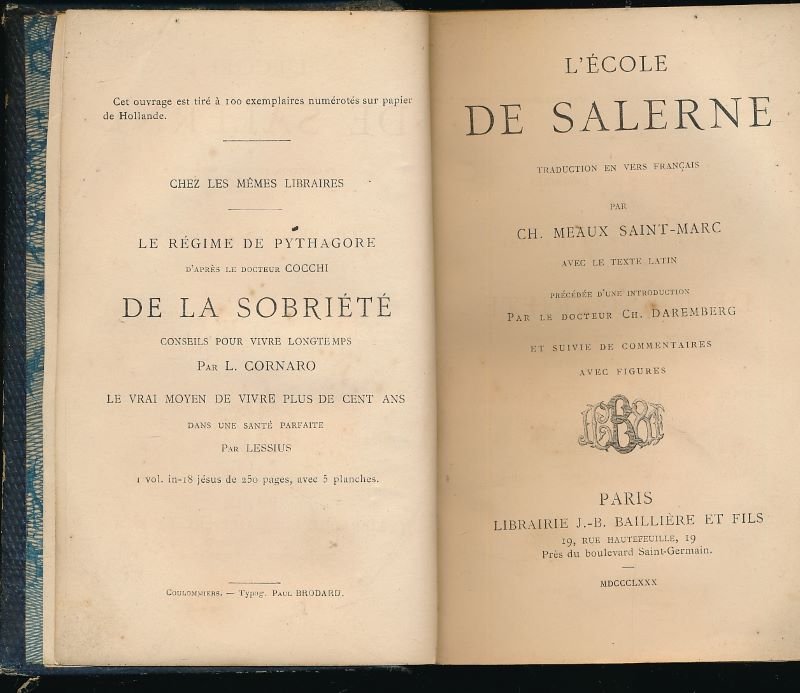 Cet ouvrage est tiré à 100 exemplaires numérotés sur papier
de Hollande.
CHEZ LES MÊMES LIBRAIRES
LE RÉGIME DE PYTHAGORE
D'APRÈS LE DOCTEUR COCCHI
DE LA SOBRIÉTÉ
CONSEILS POUR VIVRE LONGTEMPS
PAR L. CORNARO
LE VRAI MOYEN DE VIVRE PLUS DE CENT ANS
DANS UNE SANTÉ PARFAITE
PAR LESSIUS
1 vol. in-18 jésus de 250 pages, avec 5 planches.
COULOMMIERS. — Typog. PAUL BRODARD.
L'ÉCOLE
DE SALERNE
TRADUCTION EN VERS FRANÇAIS
PAR
CH. MEAUX SAINT-MARC
AVEC LE TEXTE LATIN
PRÉCÉDÉE D'UNE INTRODUCTION
PAR LE DOCTEUR CH. DAREMBERG
ET SUIVIE DE COMMENTAIRES
AVEC FIGURES
PARIS
LIBRAIRIE J.-B. BAILLIÈRE ET FILS
19, RUE HAUTEFEUILLE, 19
Près du boulevard Saint-Germain.
MDCCCLXXX